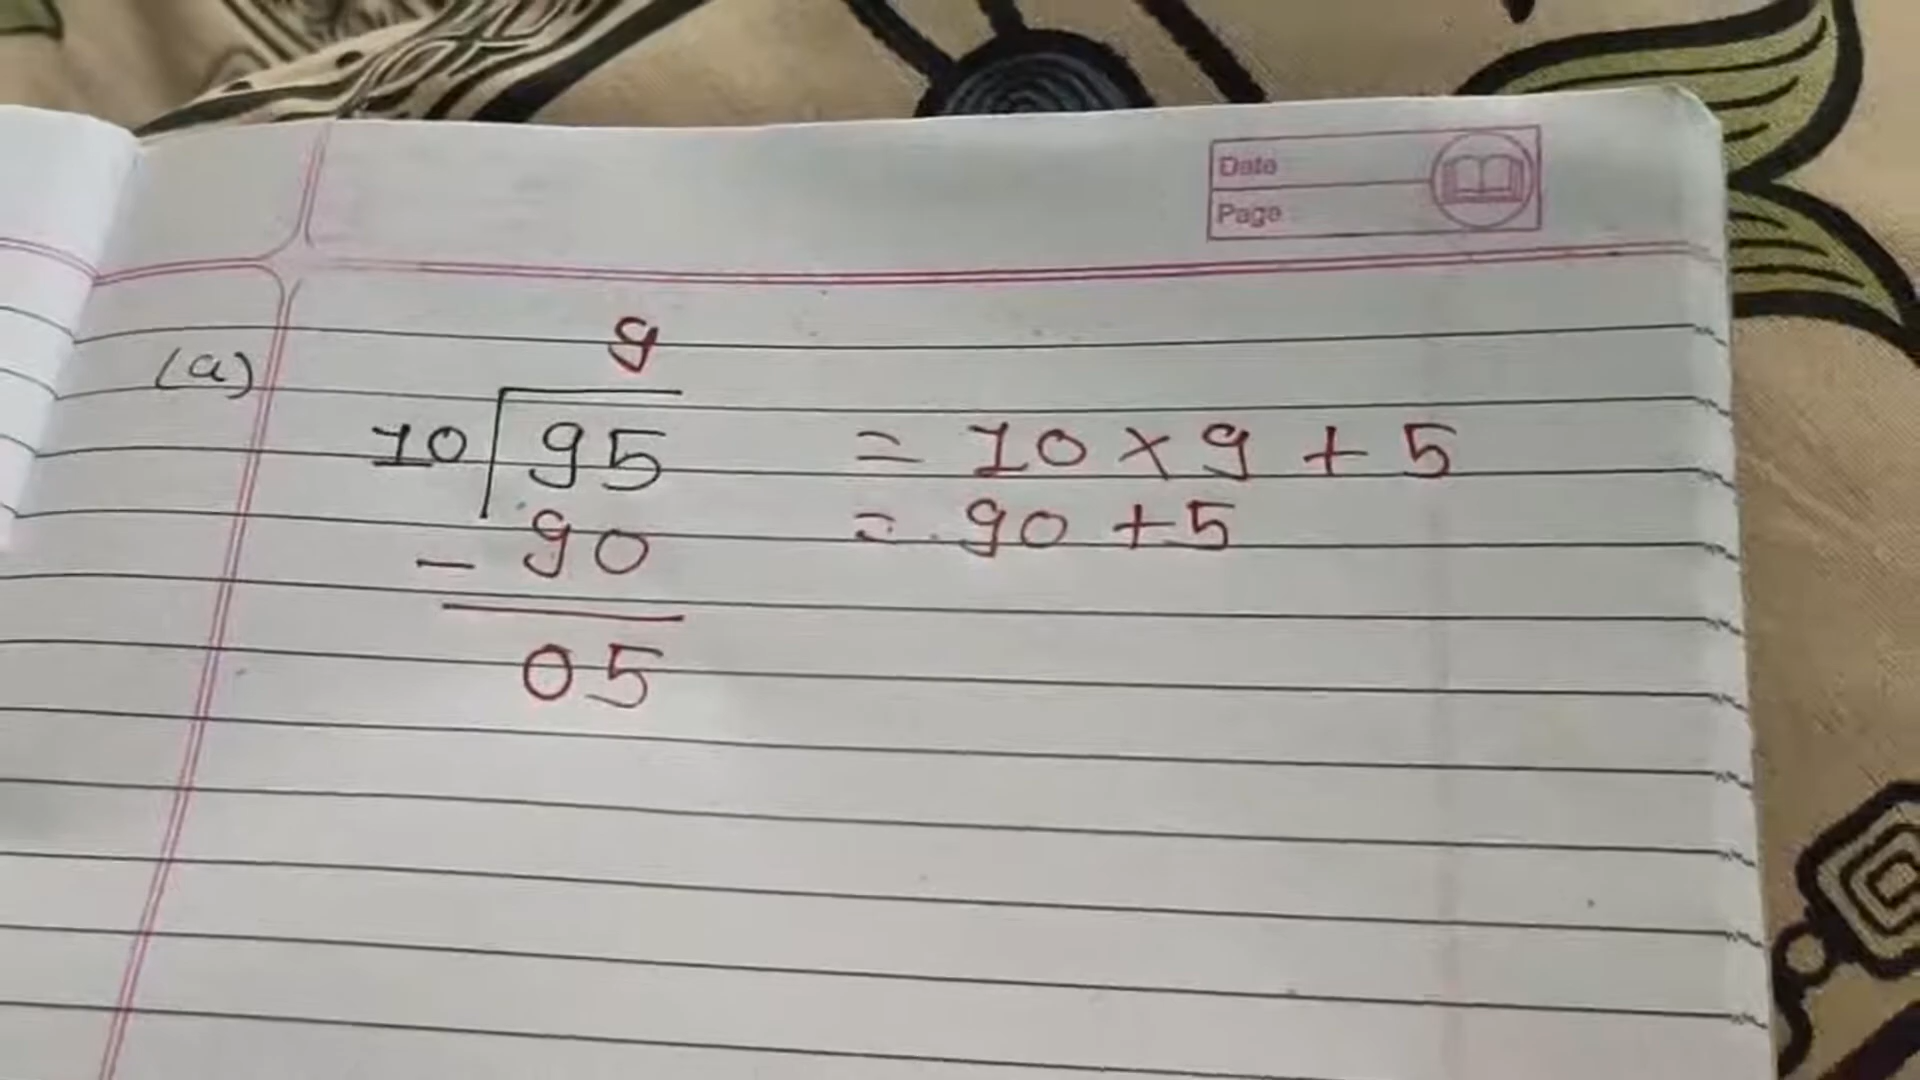 Date
Page
9
(a)
10 95 = 10 × 9 + 5
- 90 = 90 + 5
05